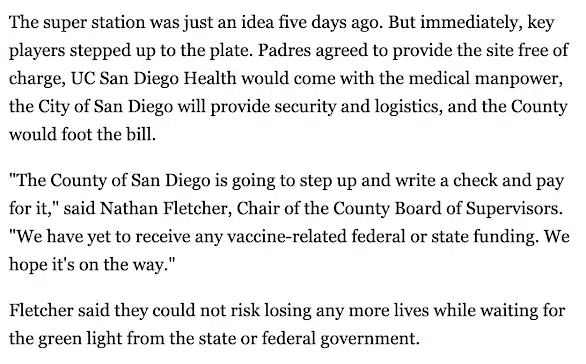 The super station was just an idea five days ago. But immediately, key
players stepped up to the plate. Padres agreed to provide the site free of
charge, UC San Diego Health would come with the medical manpower,
the City of San Diego will provide security and logistics, and the County
would foot the bill.
"The County of San Diego is going to step up and write a check and pay
for it," said Nathan Fletcher, Chair of the County Board of Supervisors.
"We have yet to receive any vaccine-related federal or state funding. We
hope it's on the way."
Fletcher said they could not risk losing any more lives while waiting for
the green light from the state or federal government.